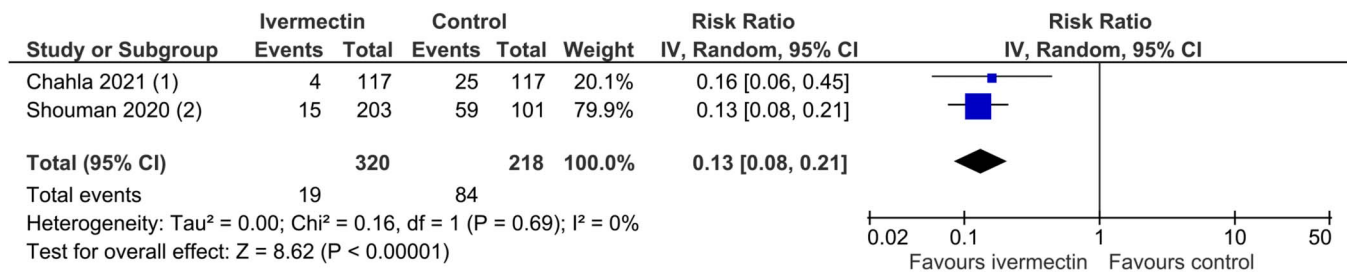 Ivermectin Control Risk Ratio Risk Ratio
Study or Subgroup Events Total Events Total Weight IV, Random, 95% CI IV, Random, 95% CI
Chahla 2021 (1) 4 117 25 117 20.1% 0.16 [0.06, 0.45]
Shouman 2020 (2) 15 203 59 101 79.9% 0.13 [0.08, 0.21]
Total (95% CI) 320 218 100.0% 0.13 [0.08, 0.21]
Total events 19 84
Heterogeneity: Tau² = 0.00; Chi² = 0.16, df = 1 (P = 0.69); I² = 0%
Test for overall effect: Z = 8.62 (P < 0.00001)
0.02 0.1 1 10 50
Favours ivermectin Favours control